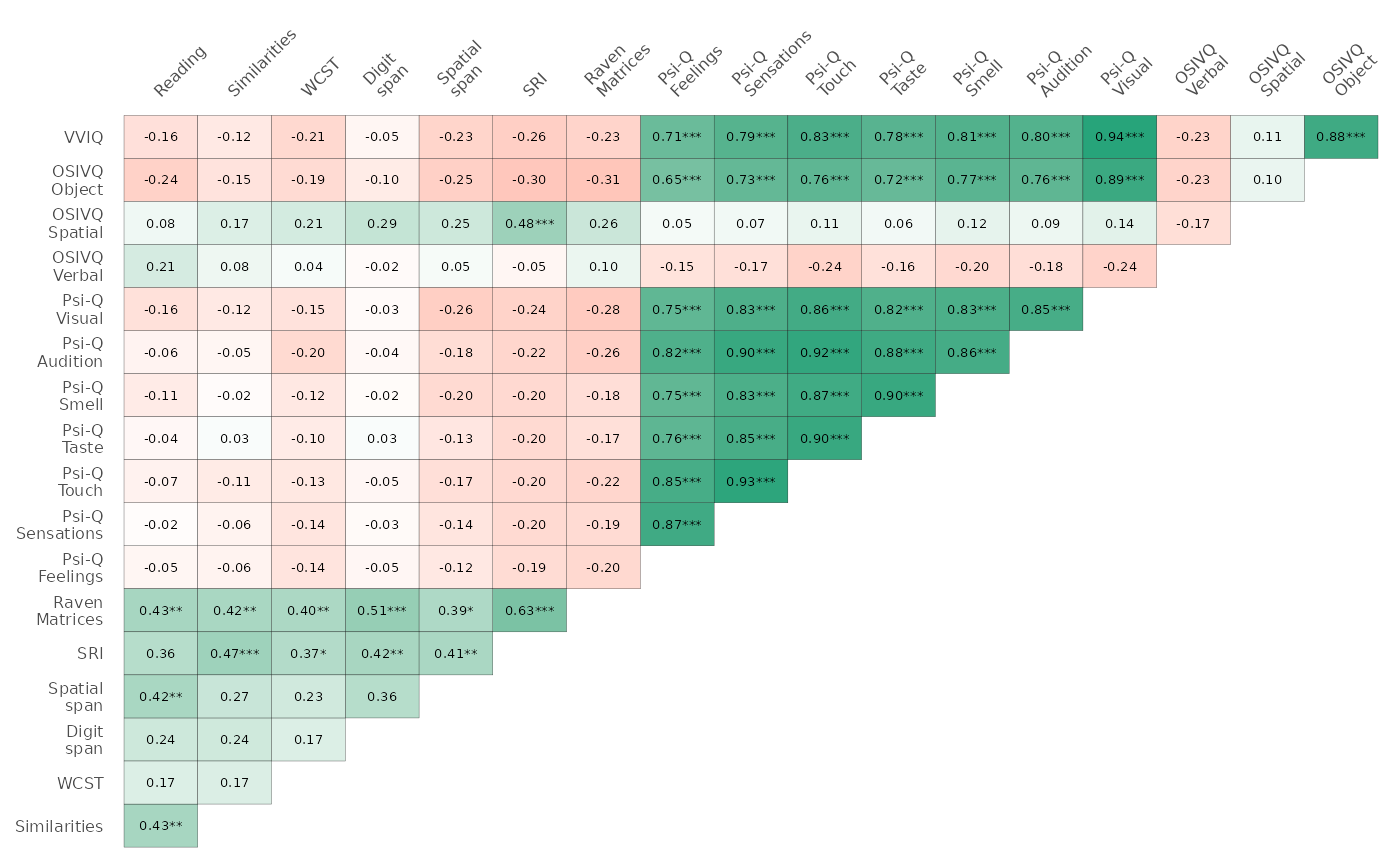 Reading Similarities WCST Digit span Spatial span SRI Raven Matrices Psi-Q Feelings Psi-Q Sensations Psi-Q Touch Psi-Q Taste Psi-Q Smell Psi-Q Audition Psi-Q Visual OSIVQ Verbal OSIVQ Spatial OSIVQ Object
VVIQ -0.16 -0.12 -0.21 -0.05 -0.23 -0.26 -0.23 0.71*** 0.79*** 0.83*** 0.78*** 0.81*** 0.80*** 0.94*** -0.23 0.11 0.88***
OSIVQ Object -0.24 -0.15 -0.19 -0.10 -0.25 -0.30 -0.31 0.65*** 0.73*** 0.76*** 0.72*** 0.77*** 0.76*** 0.89*** -0.23 0.10
OSIVQ Spatial 0.08 0.17 0.21 0.29 0.25 0.48*** 0.26 0.05 0.07 0.11 0.06 0.12 0.09 0.14 -0.17
OSIVQ Verbal 0.21 0.08 0.04 -0.02 0.05 -0.05 0.10 -0.15 -0.17 -0.24 -0.16 -0.20 -0.18 -0.24
Psi-Q Visual -0.16 -0.12 -0.15 -0.03 -0.26 -0.24 -0.28 0.75*** 0.83*** 0.86*** 0.82*** 0.83*** 0.85***
Psi-Q Audition -0.06 -0.05 -0.20 -0.04 -0.18 -0.22 -0.26 0.82*** 0.90*** 0.92*** 0.88*** 0.86***
Psi-Q Smell -0.11 -0.02 -0.12 -0.02 -0.20 -0.20 -0.18 0.75*** 0.83*** 0.87*** 0.90***
Psi-Q Taste -0.04 0.03 -0.10 0.03 -0.13 -0.20 -0.17 0.76*** 0.85*** 0.90***
Psi-Q Touch -0.07 -0.11 -0.13 -0.05 -0.17 -0.20 -0.22 0.85*** 0.93***
Psi-Q Sensations -0.02 -0.06 -0.14 -0.03 -0.14 -0.20 -0.19 0.87***
Psi-Q Feelings -0.05 -0.06 -0.14 -0.05 -0.12 -0.19 -0.20
Raven Matrices 0.43** 0.42** 0.40** 0.51*** 0.39* 0.63***
SRI 0.36 0.47*** 0.37* 0.42** 0.41**
Spatial span 0.42** 0.27 0.23 0.36
Digit span 0.24 0.24 0.17
WCST 0.17 0.17
Similarities 0.43**